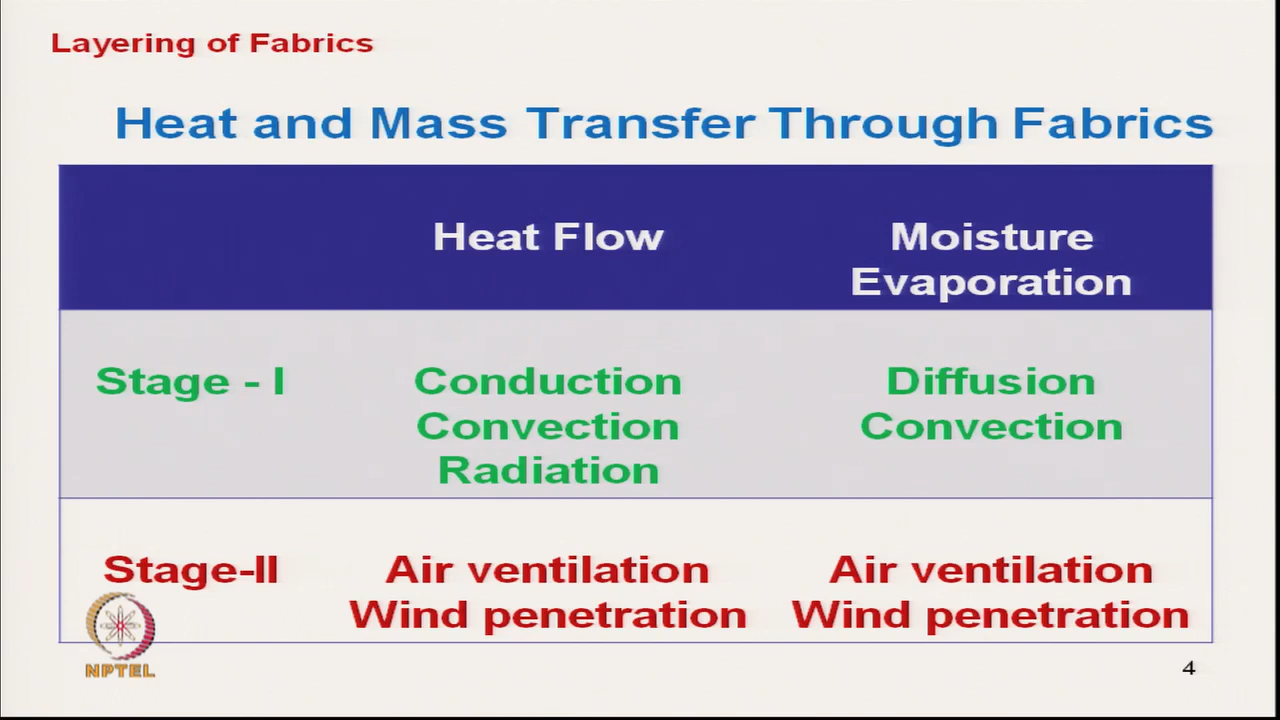 Layering of Fabrics
Heat and Mass Transfer Through Fabrics
Heat Flow
Moisture
Evaporation
Stage - I
Conduction
Convection
Radiation
Diffusion
Convection
Stage-II
Air ventilation
Wind penetration
Air ventilation
Wind penetration
NPTEL
4